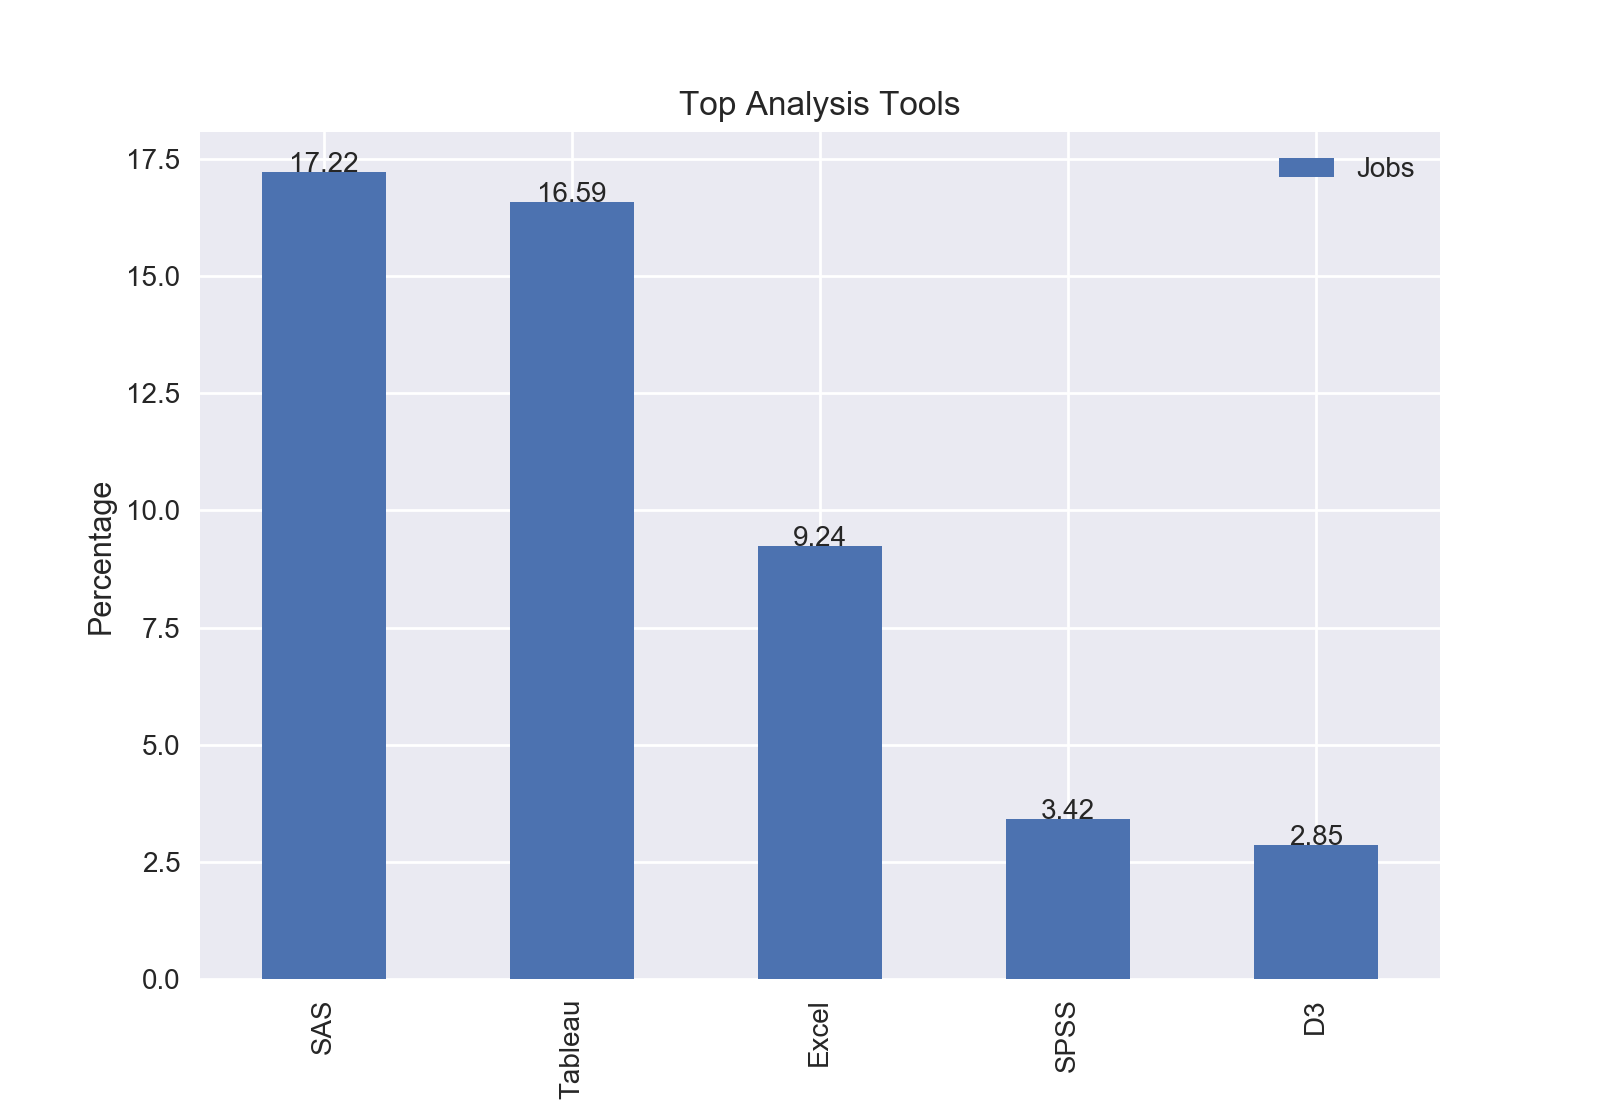 Top Analysis Tools
Jobs
Percentage
17.5
15.0
12.5
10.0
7.5
5.0
2.5
0.0
17.22
16.59
9.24
3.42
2.85
SAS
Tableau
Excel
SPSS
D3